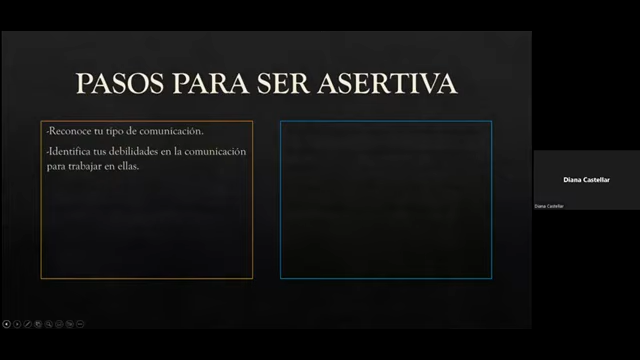 PASOS PARA SER ASERTIVA
-Reconoce tu tipo de comunicación.
-Identifica tus debilidades en la comunicación
para trabajar en ellas.
Diana Castellar
Diana Castellar